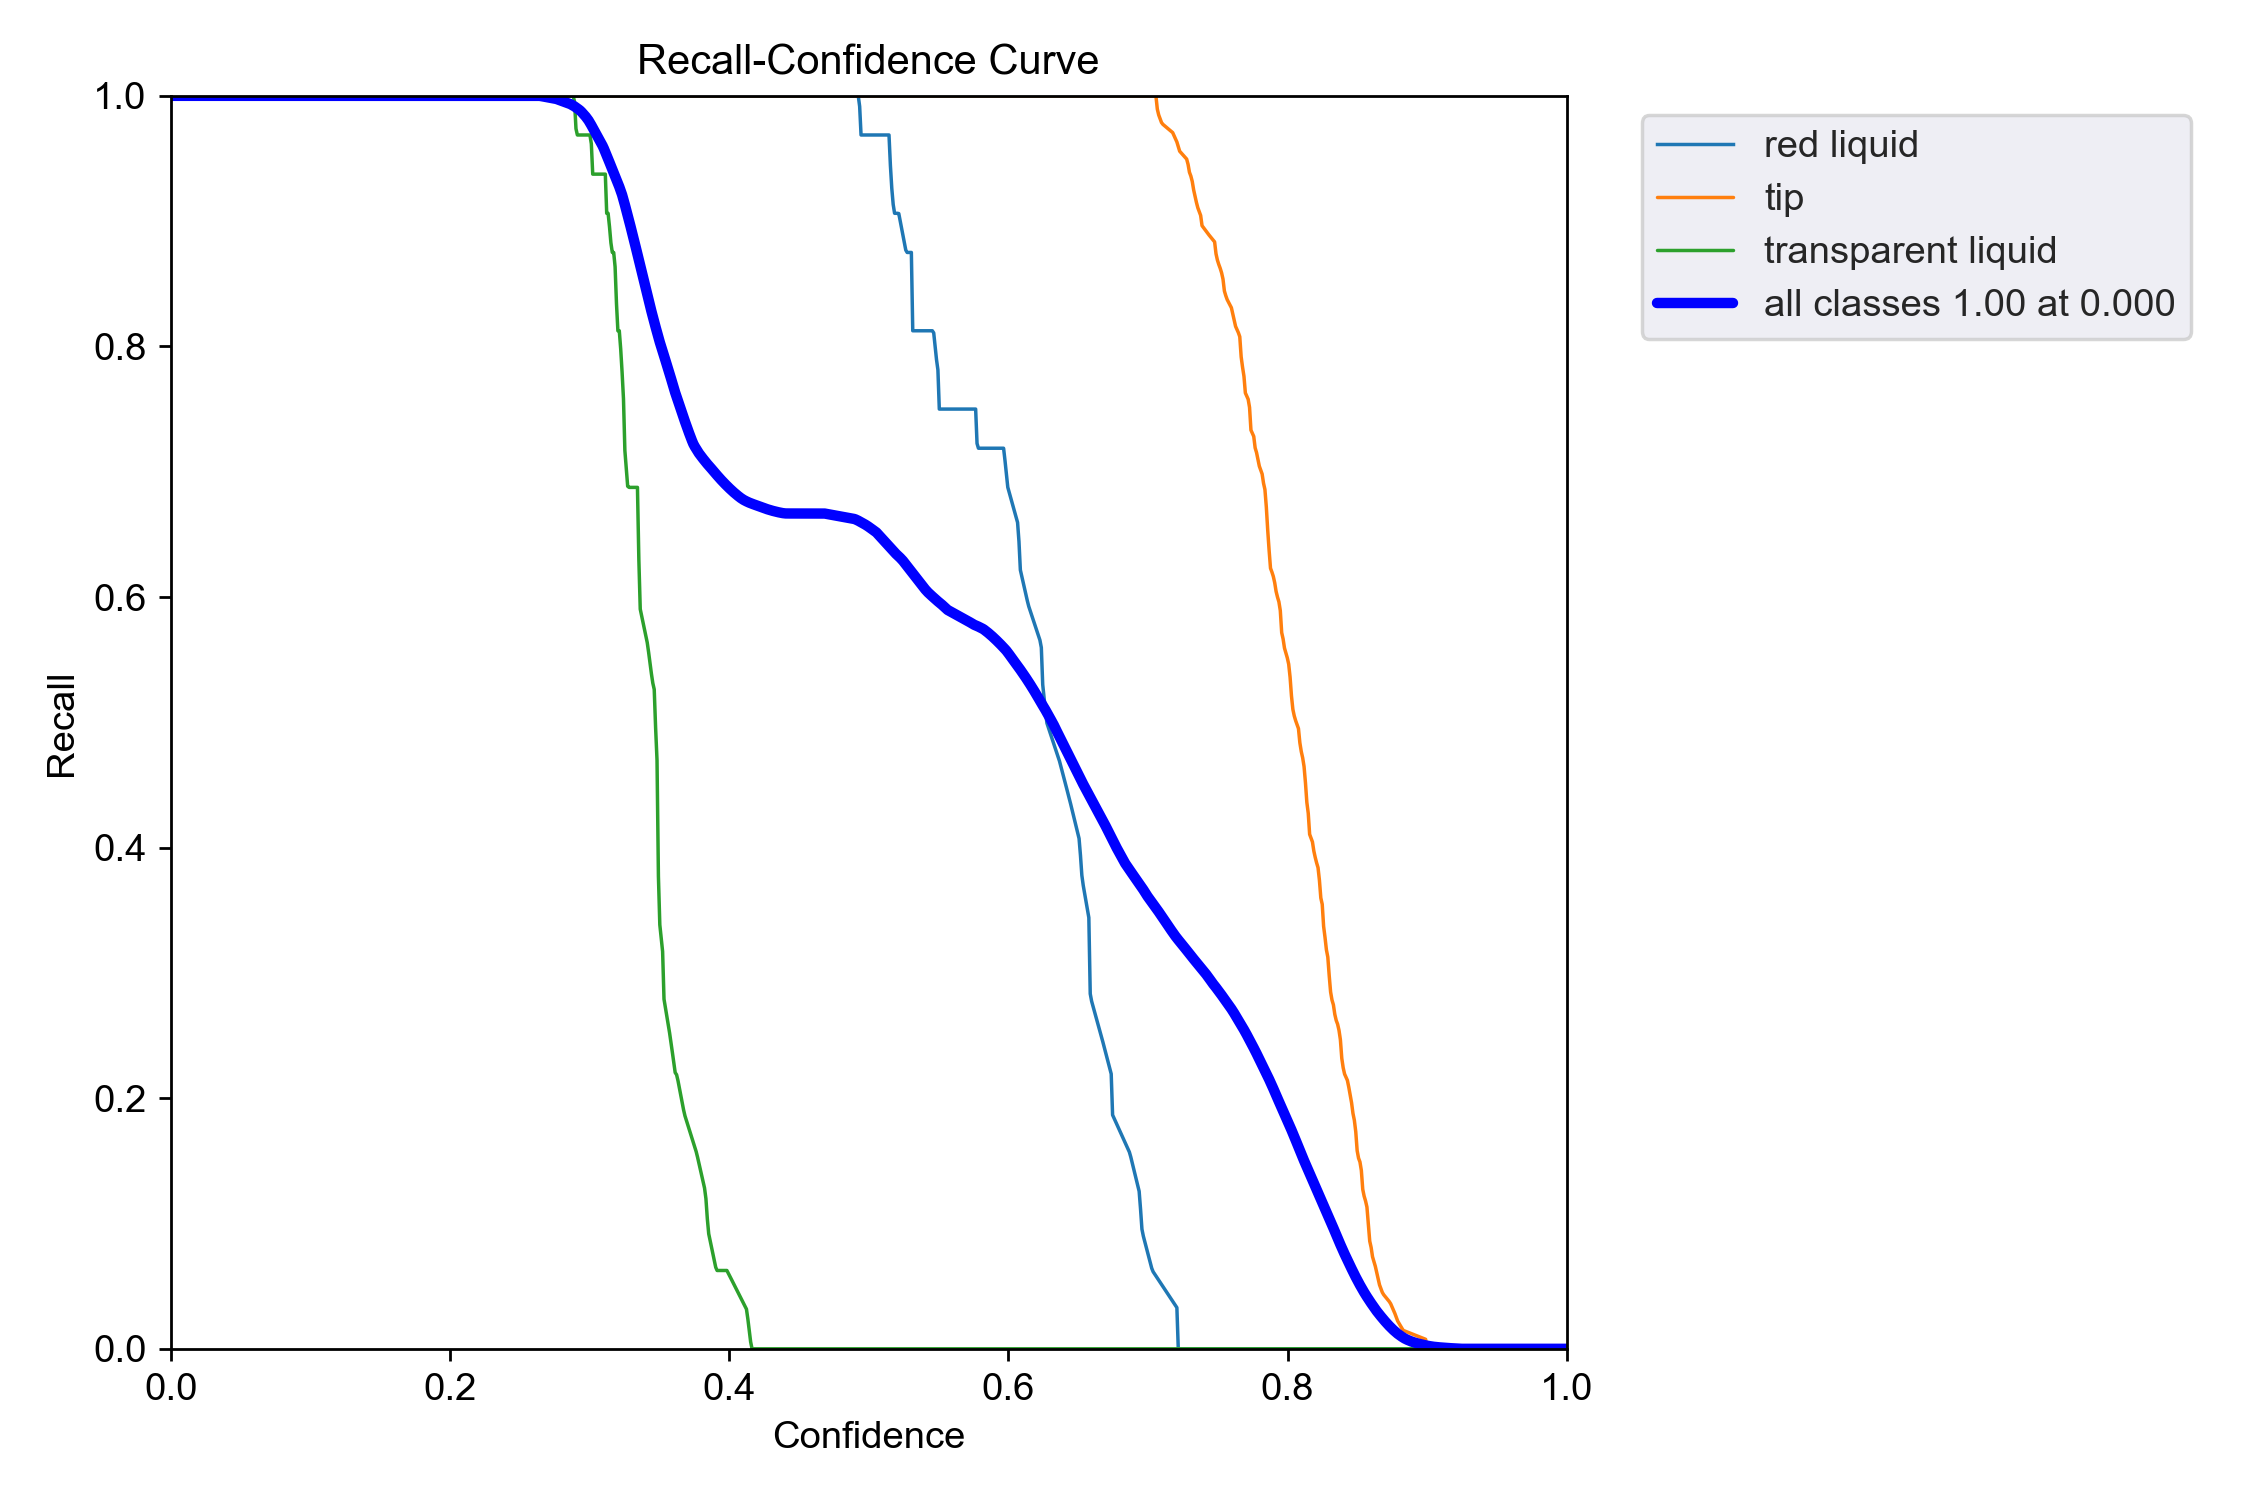 Recall-Confidence Curve
1.0
0.8
0.6
0.4
0.2
0.0
Recall
0.0 0.2 0.4 0.6 0.8 1.0
Confidence
red liquid
tip
transparent liquid
all classes 1.00 at 0.000